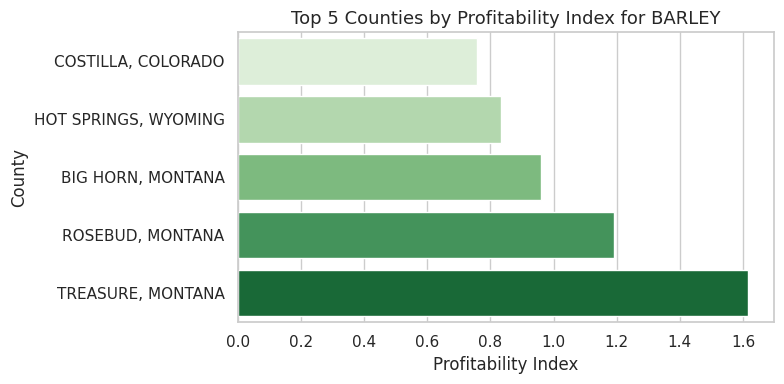 Top 5 Counties by Profitability Index for BARLEY
COSTILLA, COLORADO
HOT SPRINGS, WYOMING
BIG HORN, MONTANA
ROSEBUD, MONTANA
TREASURE, MONTANA
County
0.0 0.2 0.4 0.6 0.8 1.0 1.2 1.4 1.6
Profitability Index